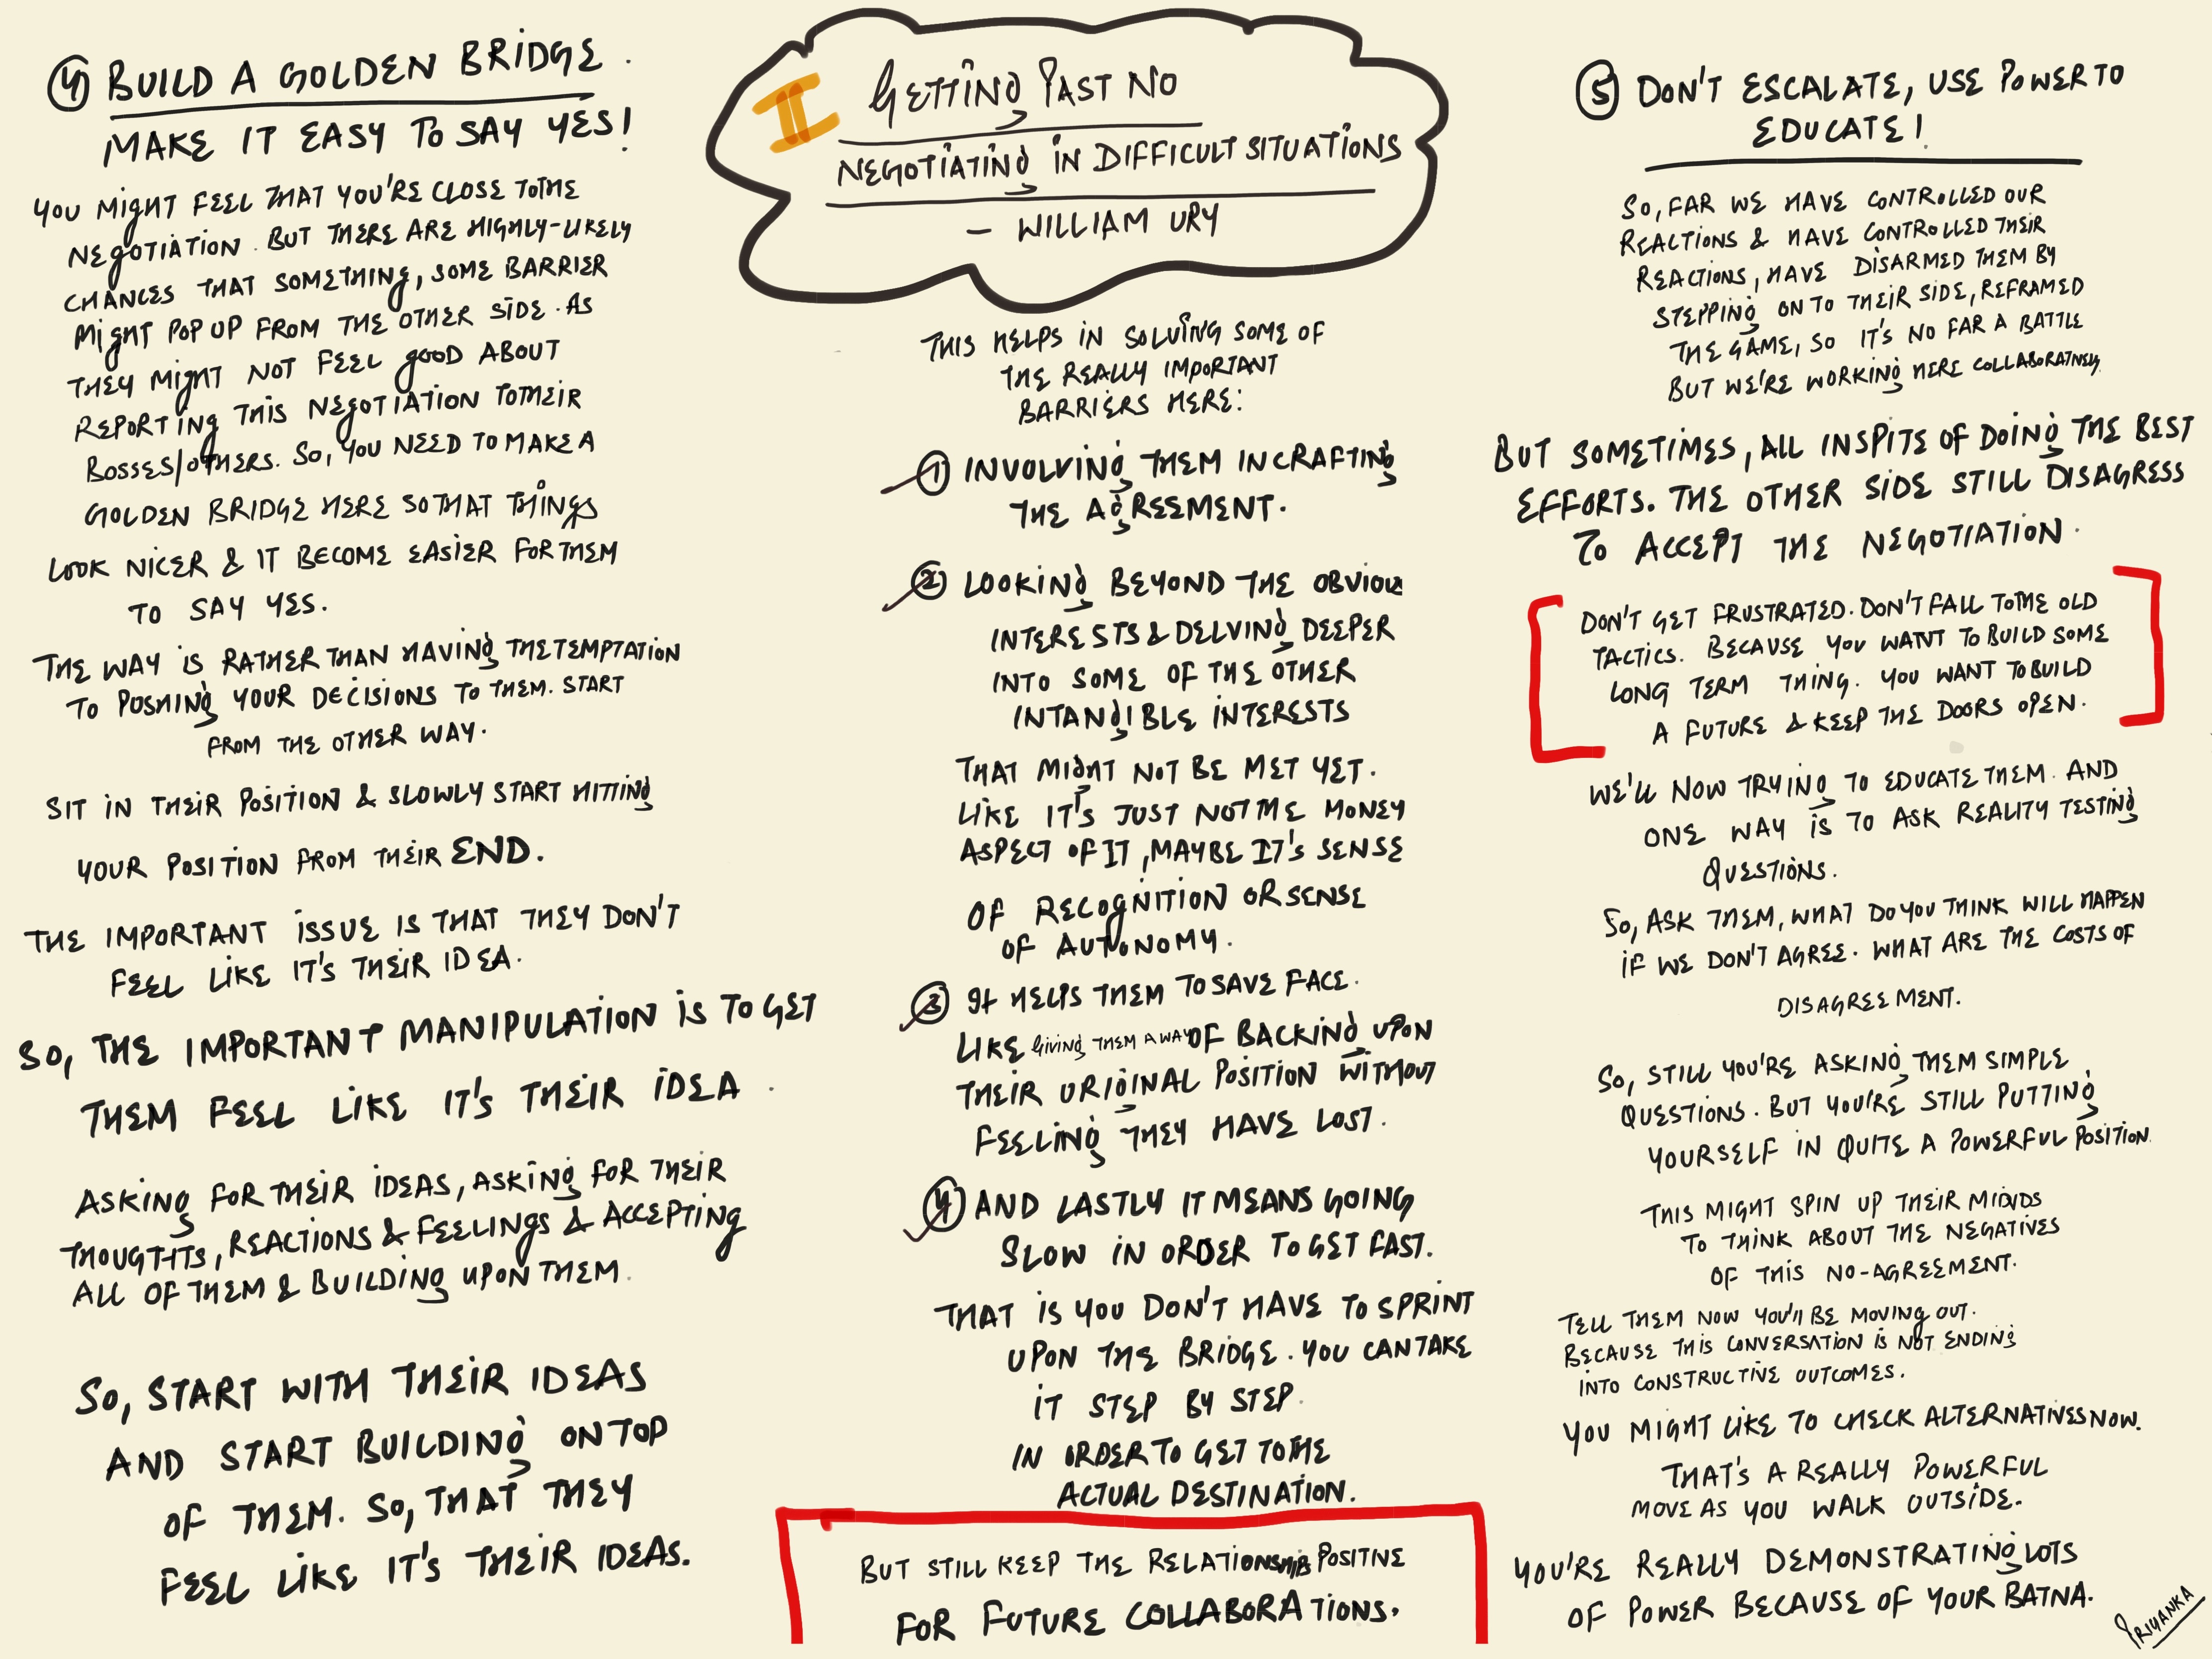 II
GETTING PAST NO
NEGOTIATING IN DIFFICULT SITUATIONS
- WILLIAM URY
④ BUILD A GOLDEN BRIDGE.
MAKE IT EASY TO SAY YES!
YOU MIGHT FEEL THAT YOU'RE CLOSE TO THE
NEGOTIATION. BUT THERE ARE HIGHLY-LIKELY
CHANCES THAT SOMETHING, SOME BARRIER
MIGHT POP UP FROM THE OTHER SIDE. AS
THEY MIGHT NOT FEEL GOOD ABOUT
REPORTING THIS NEGOTIATION TO THEIR
BOSSES/OTHERS. SO, YOU NEED TO MAKE A
GOLDEN BRIDGE HERE SO THAT THINGS
LOOK NICER & IT BECOME EASIER FOR THEM
TO SAY YES.
THE WAY IS RATHER THAN HAVING THE TEMPTATION
TO PUSHING YOUR DECISIONS TO THEM. START
FROM THE OTHER WAY.
SIT IN THEIR POSITION & SLOWLY START HITTING
YOUR POSITION FROM THEIR END.
THE IMPORTANT ISSUE IS THAT THEY DON'T
FEEL LIKE IT'S THEIR IDEA.
SO, THE IMPORTANT MANIPULATION IS TO GET
THEM FEEL LIKE IT'S THEIR IDEA.
ASKING FOR THEIR IDEAS, ASKING FOR THEIR
THOUGHTS, REACTIONS & FEELINGS & ACCEPTING
ALL OF THEM & BUILDING UPON THEM.
SO, START WITH THEIR IDEAS
AND START BUILDING ON TOP
OF THEM. SO, THAT THEY
FEEL LIKE IT'S THEIR IDEAS.
THIS HELPS IN SOLVING SOME OF
THE REALLY IMPORTANT
BARRIERS HERE:
① INVOLVING THEM IN CRAFTING
THE AGREEMENT.
② LOOKING BEYOND THE OBVIOU
INTERESTS & DELVING DEEPER
INTO SOME OF THE OTHER
INTANGIBLE INTERESTS
THAT MIGHT NOT BE MET YET.
LIKE IT'S JUST NOT THE MONEY
ASPECT OF IT, MAYBE IT'S SENSE
OF RECOGNITION OR SENSE
OF AUTONOMY.
③ It HELPS THEM TO SAVE FACE.
LIKE GIVING THEM A WAY OF BACKING UPON
THEIR ORIGINAL POSITION WITHOUT
FEELING THEY HAVE LOST.
④ AND LASTLY IT MEANS GOING
SLOW IN ORDER TO GET FAST.
THAT IS YOU DON'T HAVE TO SPRINT
UPON THE BRIDGE. YOU CAN TAKE
IT STEP BY STEP.
IN ORDER TO GET TO THE
ACTUAL DESTINATION.
BUT STILL KEEP THE RELATIONSHIPS POSITIVE
FOR FUTURE COLLABORATIONS.
⑤ DON'T ESCALATE, USE POWER TO
EDUCATE!
SO, FAR WE HAVE CONTROLLED OUR
REACTIONS & HAVE CONTROLLED THEIR
REACTIONS, HAVE DISARMED THEM BY
STEPPING ON TO THEIR SIDE, REFRAMED
THE GAME, SO IT'S NO FAR A BATTLE
BUT WE'RE WORKING HERE COLLABORATIVELY
BUT SOMETIMES, ALL INSPITE OF DOING THE BEST
EFFORTS. THE OTHER SIDE STILL DISAGRESS
TO ACCEPT THE NEGOTIATION.
DON'T GET FRUSTRATED. DON'T FALL TO THE OLD
TACTICS. BECAUSE YOU WANT TO BUILD SOME
LONG TERM THING. YOU WANT TO BUILD
A FUTURE & KEEP THE DOORS OPEN.
WE'LL NOW TRYING TO EDUCATE THEM. AND
ONE WAY IS TO ASK REALITY TESTING
QUESTIONS.
SO, ASK THEM, WHAT DO YOU THINK WILL HAPPEN
IF WE DON'T AGREE. WHAT ARE THE COSTS OF
DISAGREEMENT.
SO, STILL YOU'RE ASKING THEM SIMPLE
QUESTIONS. BUT YOU'RE STILL PUTTING
YOURSELF IN QUITE A POWERFUL POSITION.
THIS MIGHT SPIN UP THEIR MINDS
TO THINK ABOUT THE NEGATIVES
OF THIS NO-AGREEMENT.
TELL THEM NOW YOU'll BE MOVING OUT.
BECAUSE THIS CONVERSATION IS NOT ENDING
INTO CONSTRUCTIVE OUTCOMES.
YOU MIGHT LIKE TO CHECK ALTERNATIVES NOW.
THAT'S A REALLY POWERFUL
MOVE AS YOU WALK OUTSIDE.
YOU'RE REALLY DEMONSTRATING LOTS
OF POWER BECAUSE OF YOUR BATNA.
PRIYANKA